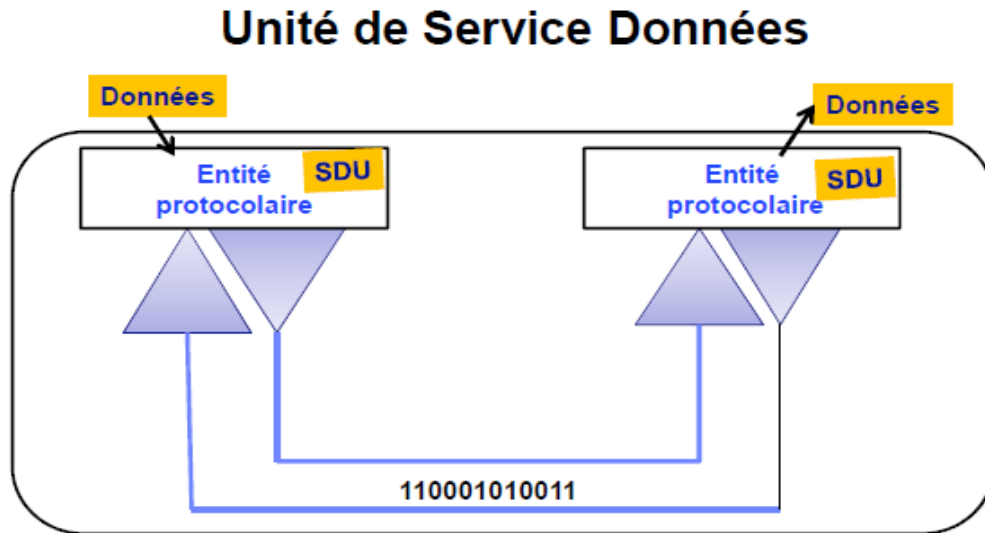 Unité de Service Données
Données
Données
Entité
protocolaire
SDU
Entité
protocolaire
SDU
110001010011